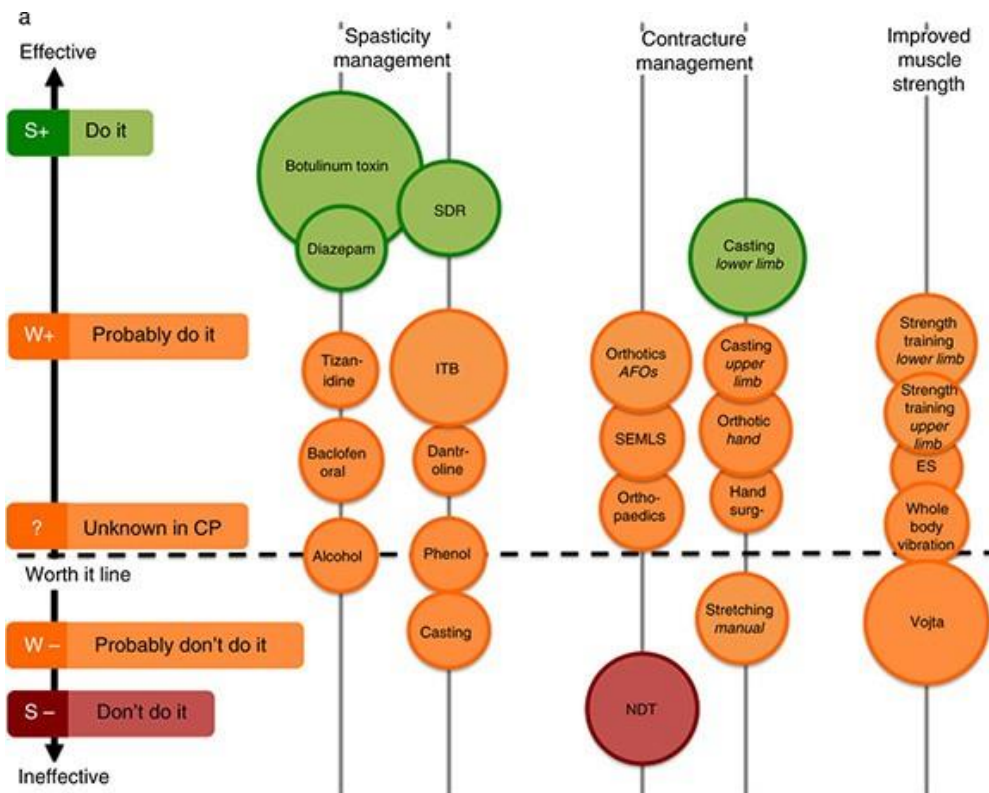 a
Effective
S+ Do it
W+ Probably do it
? Unknown in CP
Worth it line
W – Probably don't do it
S – Don't do it
Ineffective
Spasticity
management
Botulinum toxin
SDR
Diazepam
Tizan-
idine
ITB
Baclofen
oral
Dantr-
oline
Alcohol
Phenol
Casting
Contracture
management
Casting
lower limb
Orthotics
AFOs
Casting
upper
limb
SEMLS
Orthotic
hand
Ortho-
paedics
Hand
surg-
Stretching
manual
NDT
Improved
muscle
strength
Strength
training
lower limb
Strength
training
upper
limb
ES
Whole
body
vibration
Vojta